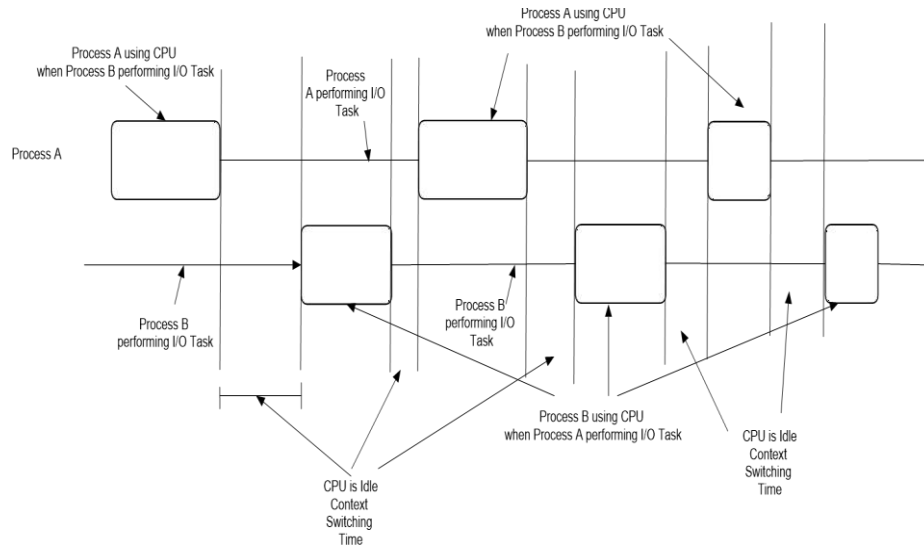 Process A using CPU
when Process B performing I/O Task
Process A using CPU
when Process B performing I/O Task
Process
A performing I/O
Task
Process A
Process B
performing I/O Task
Process B
performing I/O
Task
Process B using CPU
when Process A performing I/O Task
CPU is Idle
Context
Switching
Time
CPU is Idle
Context
Switching
Time